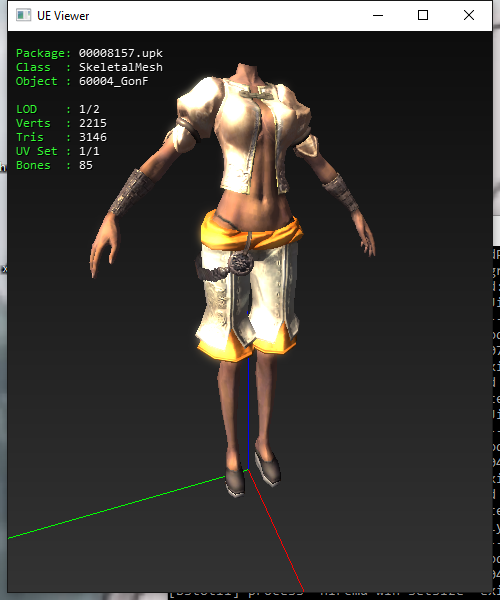 UE Viewer
Package: 00008157.upk
Class  : SkeletalMesh
Object : 60004_GonF
LOD    : 1/2
Verts  : 2215
Tris   : 3146
UV Set : 1/1
Bones  : 85